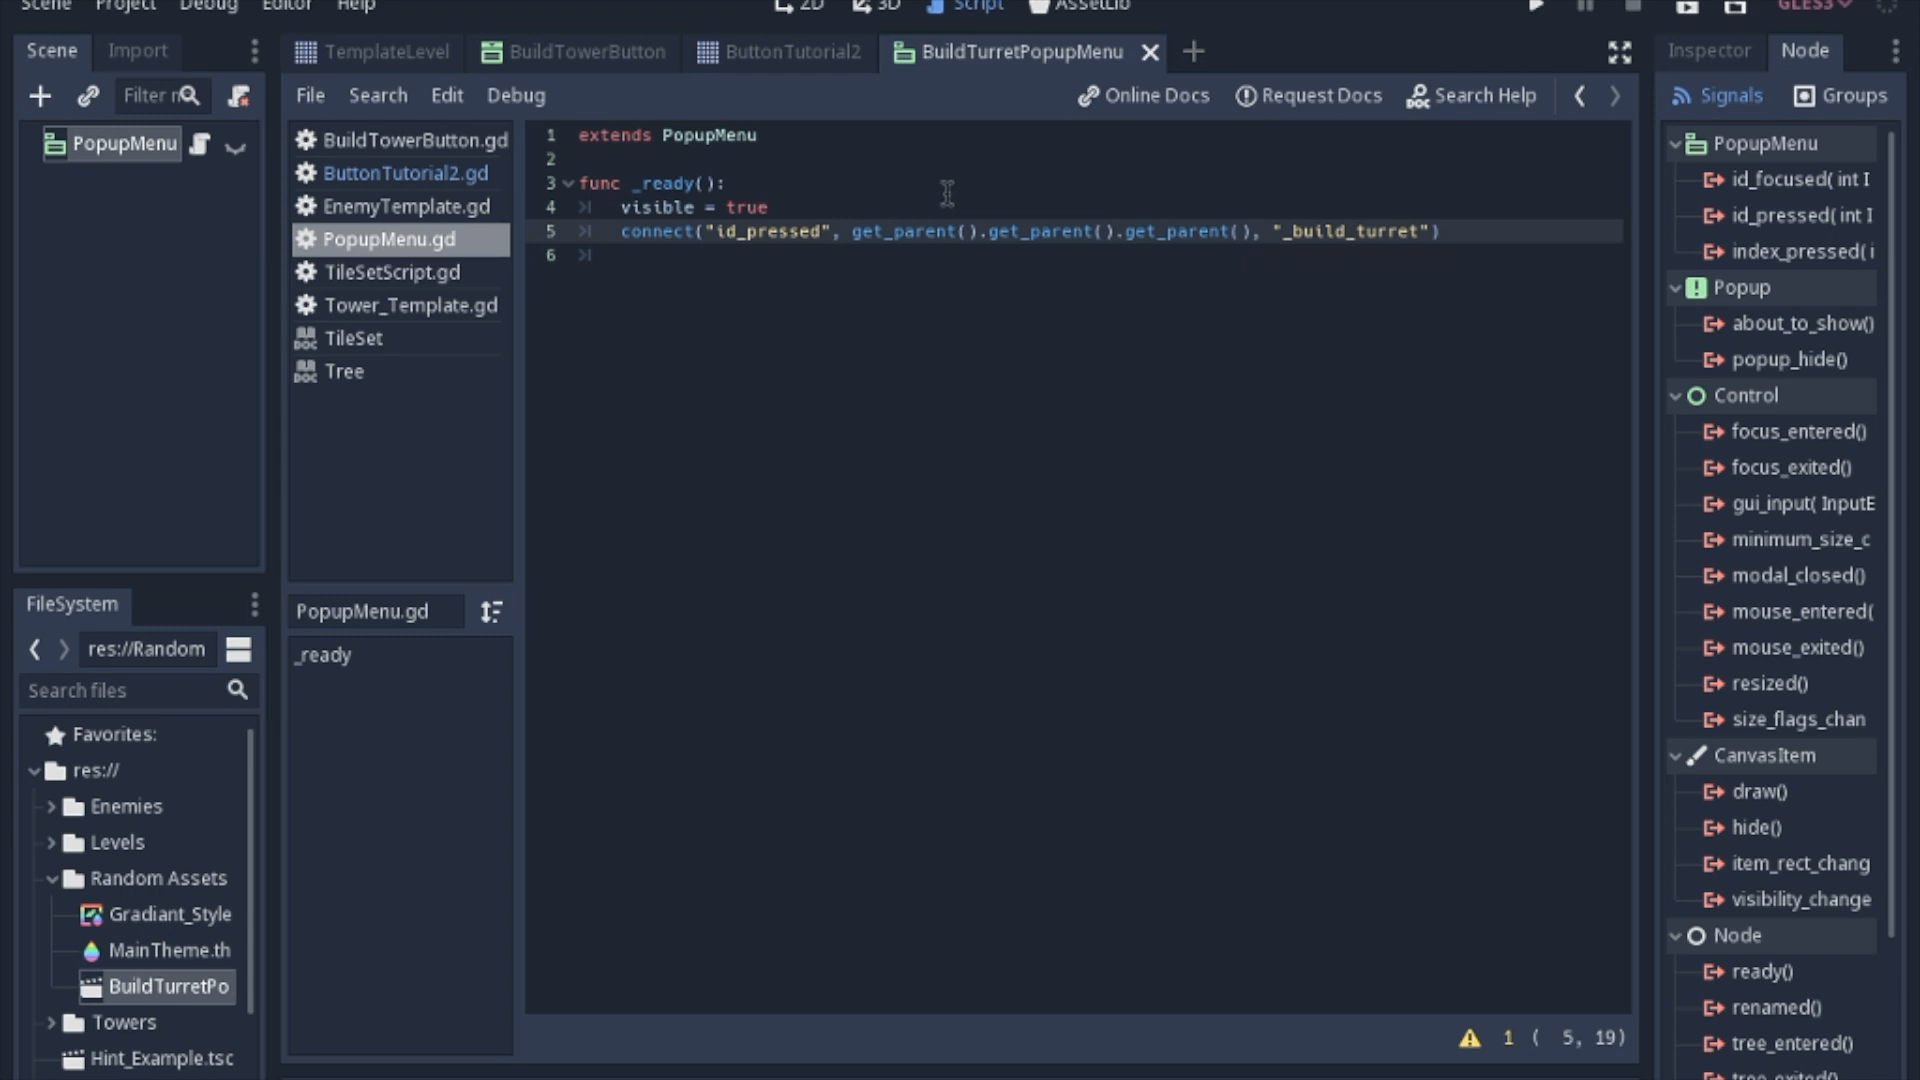 Scene Project Debug Editor Help 2D 3D Script AssetLib GLES3
Scene Import
TemplateLevel BuildTowerButton ButtonTutorial2 BuildTurretPopupMenu
Inspector Node
Filter n
File Search Edit Debug Online Docs Request Docs Search Help
Signals Groups
PopupMenu
BuildTowerButton.gd
ButtonTutorial2.gd
EnemyTemplate.gd
PopupMenu.gd
TileSetScript.gd
Tower_Template.gd
TileSet
Tree
PopupMenu.gd
_ready
1 extends PopupMenu
2
3 func _ready():
4 visible = true
5 connect("id_pressed", get_parent().get_parent().get_parent(), "_build_turret")
6
1 ( 5, 19)
FileSystem
res://Random
Search files
Favorites:
res://
Enemies
Levels
Random Assets
Gradiant_Style
MainTheme.th
BuildTurretPo
Towers
Hint_Example.tsc
PopupMenu
id_focused( int I
id_pressed( int I
index_pressed( i
Popup
about_to_show()
popup_hide()
Control
focus_entered()
focus_exited()
gui_input( InputE
minimum_size_c
modal_closed()
mouse_entered(
mouse_exited()
resized()
size_flags_chan
CanvasItem
draw()
hide()
item_rect_chang
visibility_change
Node
ready()
renamed()
tree_entered()
tree_exited()